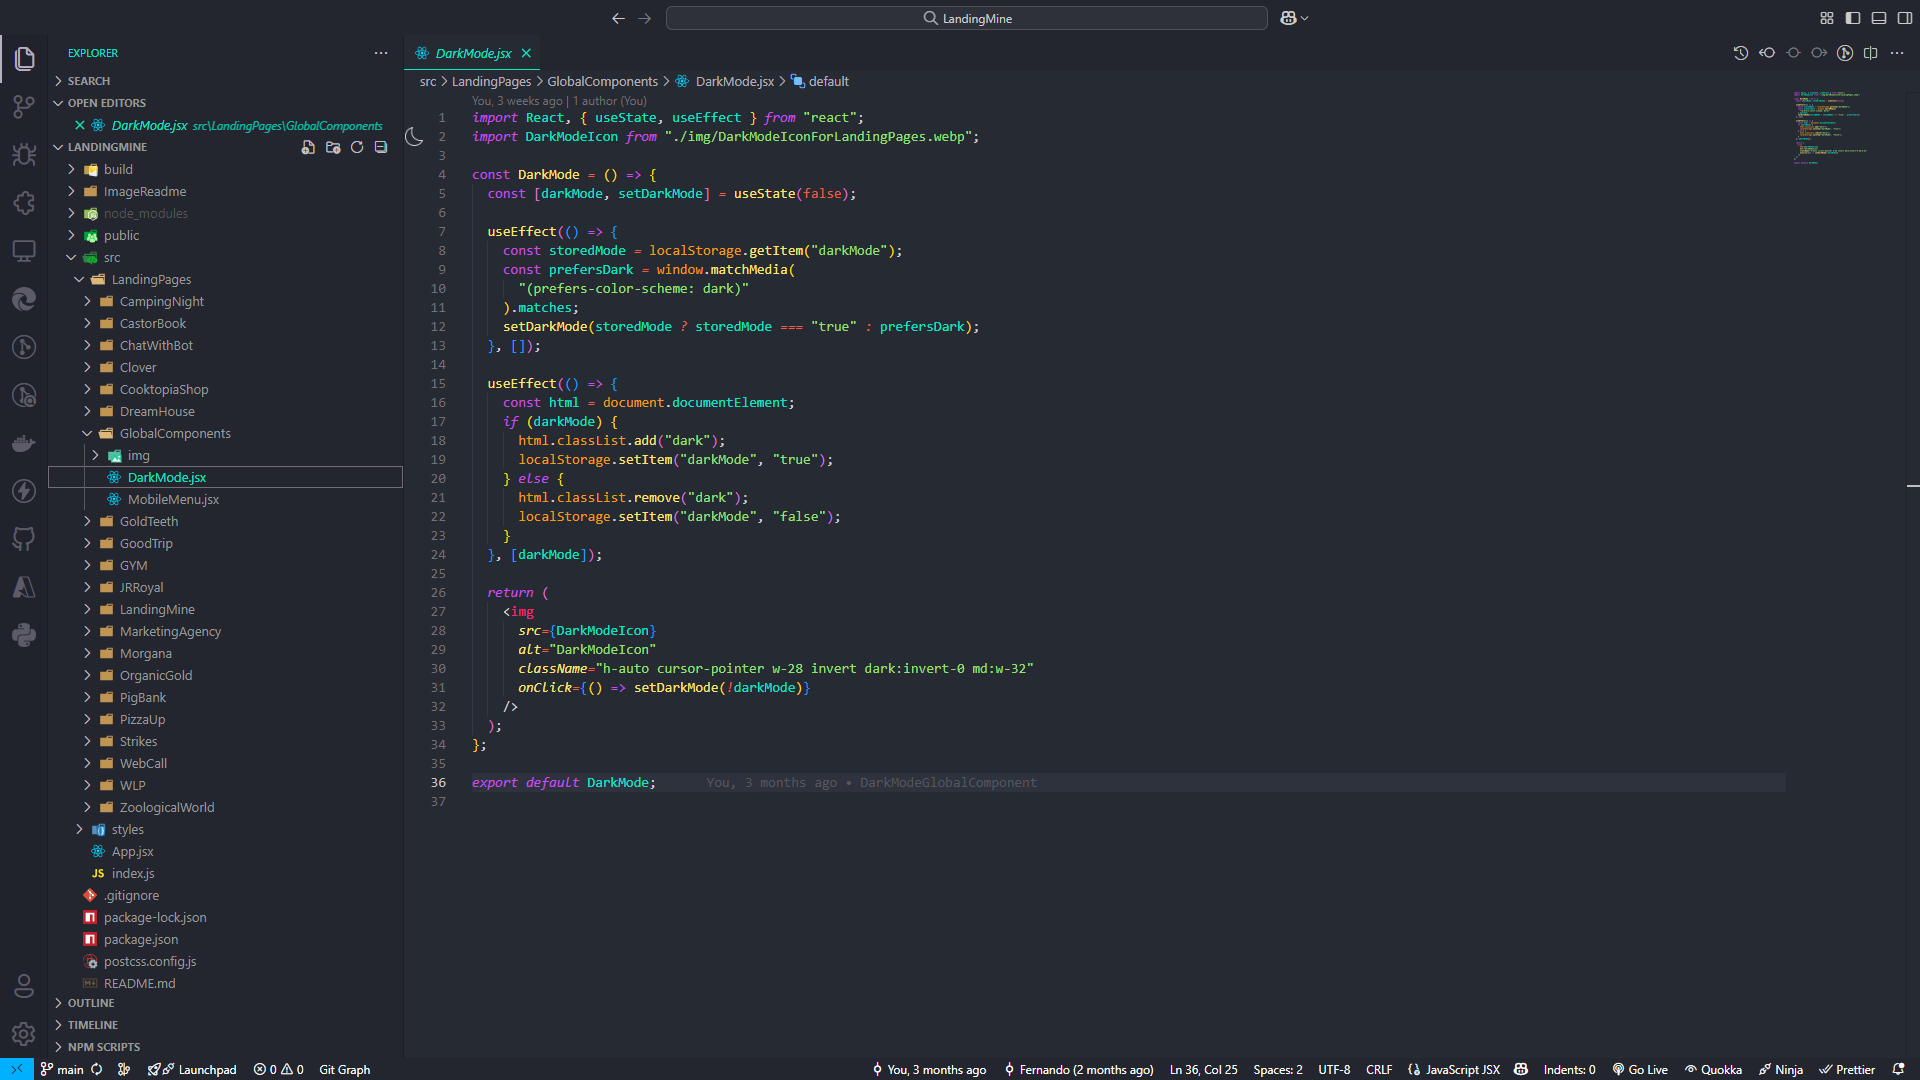 LandingMine
EXPLORER
SEARCH
OPEN EDITORS
DarkMode.jsx src\LandingPages\GlobalComponents
LANDINGMINE
build
ImageReadme
node_modules
public
src
LandingPages
CampingNight
CastorBook
ChatWithBot
Clover
CooktopiaShop
DreamHouse
GlobalComponents
img
DarkMode.jsx
MobileMenu.jsx
GoldTeeth
GoodTrip
GYM
JRRoyal
LandingMine
MarketingAgency
Morgana
OrganicGold
PigBank
PizzaUp
Strikes
WebCall
WLP
ZoologicalWorld
styles
App.jsx
JS index.js
.gitignore
package-lock.json
package.json
postcss.config.js
README.md
OUTLINE
TIMELINE
NPM SCRIPTS
DarkMode.jsx
src > LandingPages > GlobalComponents > DarkMode.jsx > default
You, 3 weeks ago | 1 author (You)
1 import React, { useState, useEffect } from "react";
2 import DarkModeIcon from "./img/DarkModeIconForLandingPages.webp";
3
4 const DarkMode = () => {
5 const [darkMode, setDarkMode] = useState(false);
6
7 useEffect(() => {
8 const storedMode = localStorage.getItem("darkMode");
9 const prefersDark = window.matchMedia(
10 "(prefers-color-scheme: dark)"
11 ).matches;
12 setDarkMode(storedMode ? storedMode === "true" : prefersDark);
13 }, []);
14
15 useEffect(() => {
16 const html = document.documentElement;
17 if (darkMode) {
18 html.classList.add("dark");
19 localStorage.setItem("darkMode", "true");
20 } else {
21 html.classList.remove("dark");
22 localStorage.setItem("darkMode", "false");
23 }
24 }, [darkMode]);
25
26 return (
27 <img
28 src={DarkModeIcon}
29 alt="DarkModeIcon"
30 className="h-auto cursor-pointer w-28 invert dark:invert-0 md:w-32"
31 onClick={() => setDarkMode(!darkMode)}
32 />
33 );
34 };
35
36 export default DarkMode; You, 3 months ago • DarkModeGlobalComponent
37
main Launchpad 0 0 Git Graph You, 3 months ago Fernando (2 months ago) Ln 36, Col 25 Spaces: 2 UTF-8 CRLF {} JavaScript JSX Indents: 0 Go Live Quokka Ninja Prettier